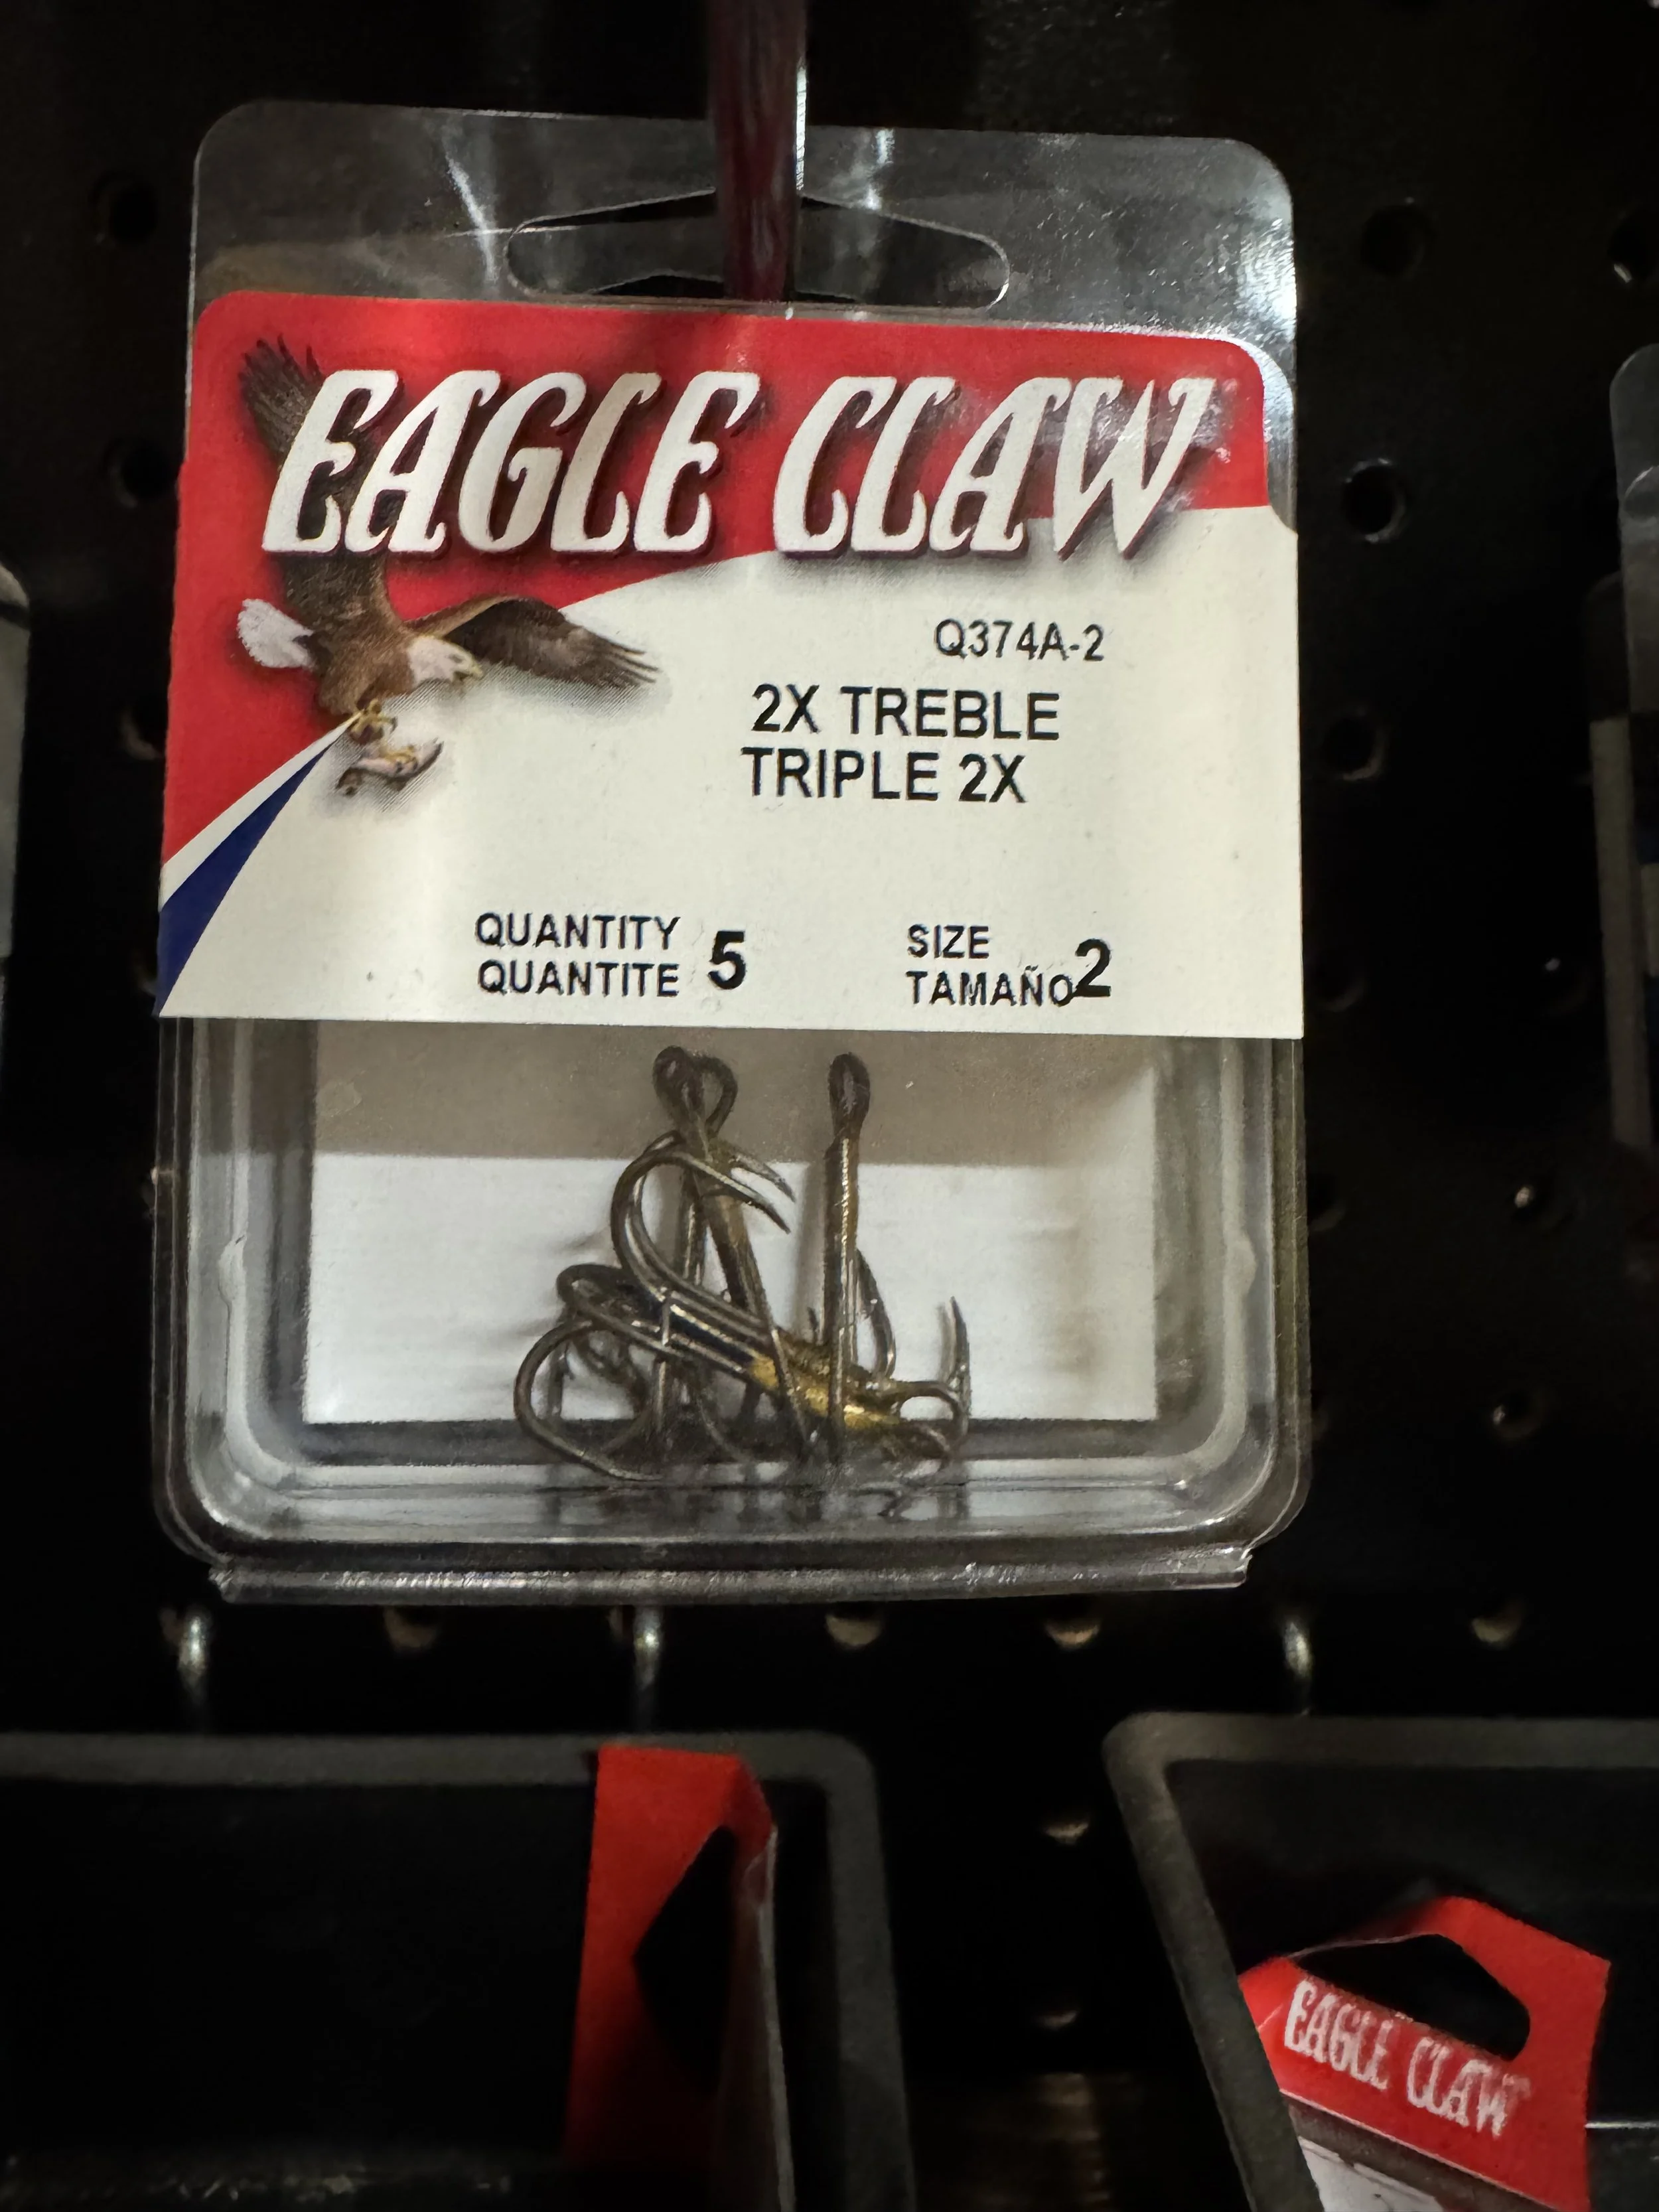 EAGLE CLAW
Q374A-2
2X TREBLE
TRIPLE 2X
QUANTITY
QUANTITE 5
SIZE
TAMAÑO 2
EAGLE CLAW